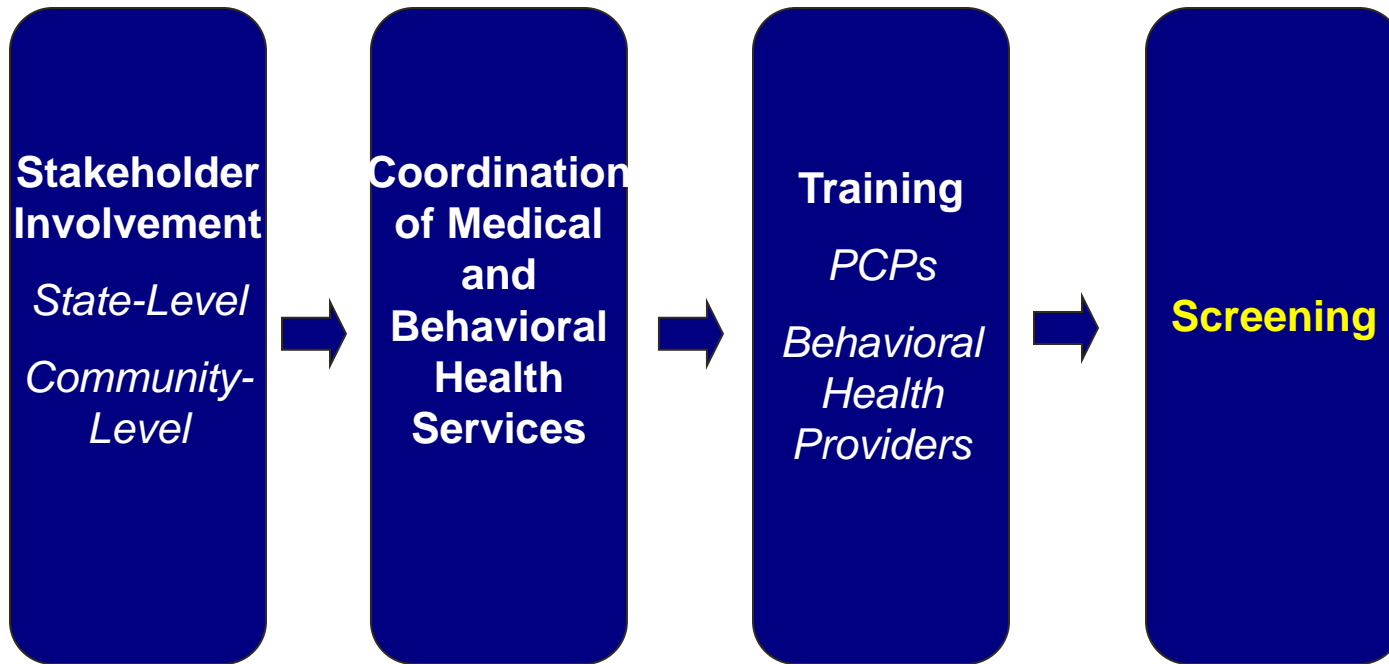 Stakeholder
Involvement
State-Level
Community-
Level
Coordination
of Medical
and
Behavioral
Health
Services
Training
PCPs
Behavioral
Health
Providers
Screening